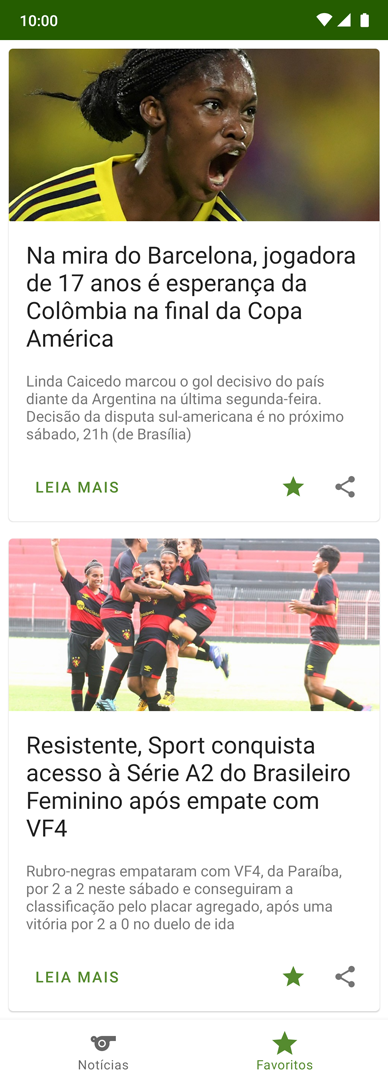 10:00
Na mira do Barcelona, jogadora
de 17 anos é esperança da
Colômbia na final da Copa
América
Linda Caicedo marcou o gol decisivo do país
diante da Argentina na última segunda-feira.
Decisão da disputa sul-americana é no próximo
sábado, 21h (de Brasília)
LEIA MAIS
Resistente, Sport conquista
acesso à Série A2 do Brasileiro
Feminino após empate com
VF4
Rubro-negras empataram com VF4, da Paraíba,
por 2 a 2 neste sábado e conseguiram a
classificação pelo placar agregado, após uma
vitória por 2 a 0 no duelo de ida
LEIA MAIS
Notícias
Favoritos